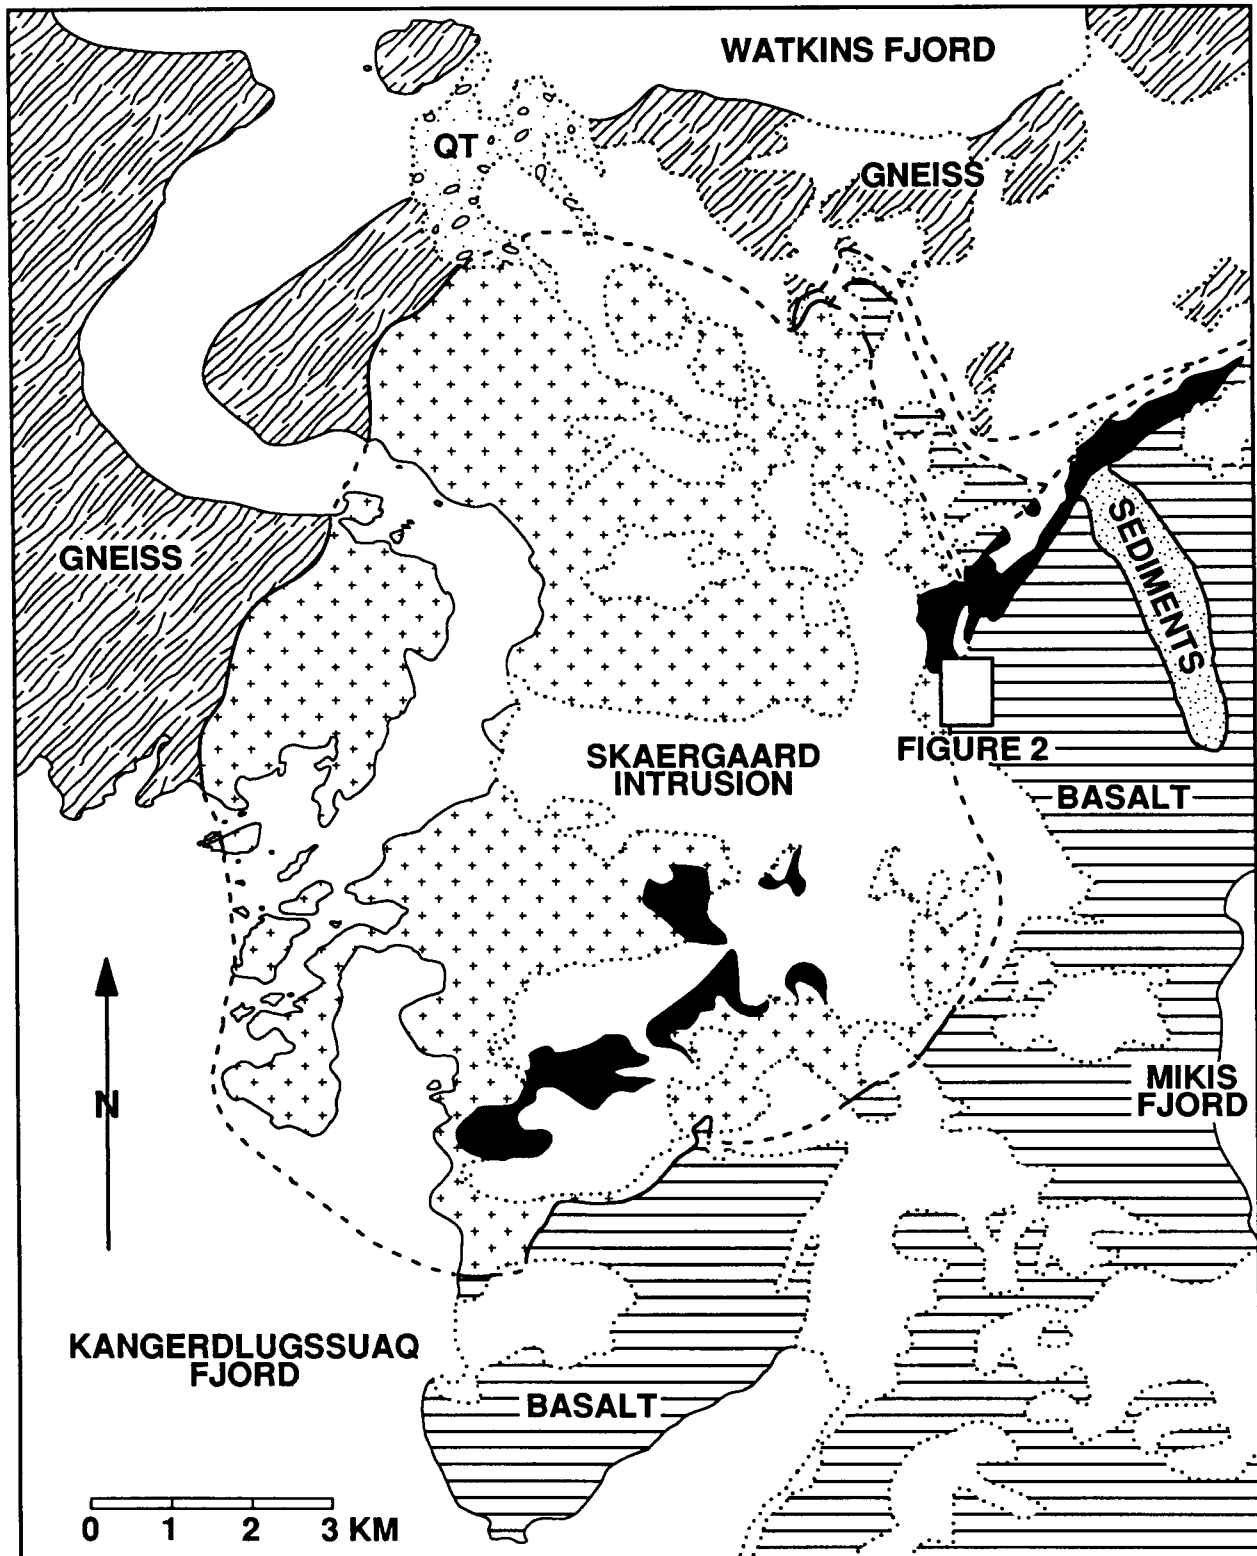 WATKINS FJORD
QT
GNEISS
SEDIMENTS
GNEISS
SKAERGAARD
INTRUSION
FIGURE 2
BASALT
N
MIKIS
FJORD
KANGERDLUGSSUAQ
FJORD
BASALT
0 1 2 3 KM